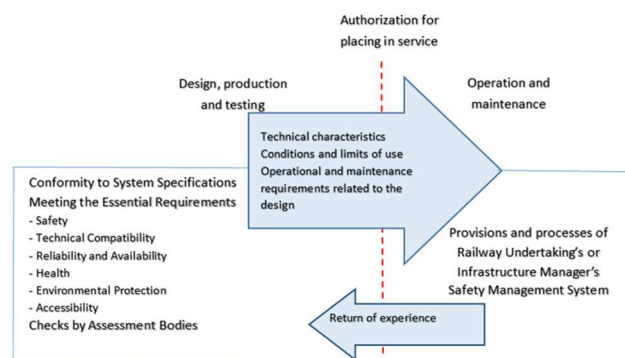 Authorization for
placing in service
Design, production
and testing
Operation and
maintenance
Technical characteristics
Conditions and limits of use
Operational and maintenance
requirements related to the
design
Conformity to System Specifications
Meeting the Essential Requirements
- Safety
- Technical Compatibility
- Reliability and Availability
- Health
- Environmental Protection
- Accessibility
Checks by Assessment Bodies
Provisions and processes of
Railway Undertaking's or
Infrastructure Manager's
Safety Management System
Return of experience